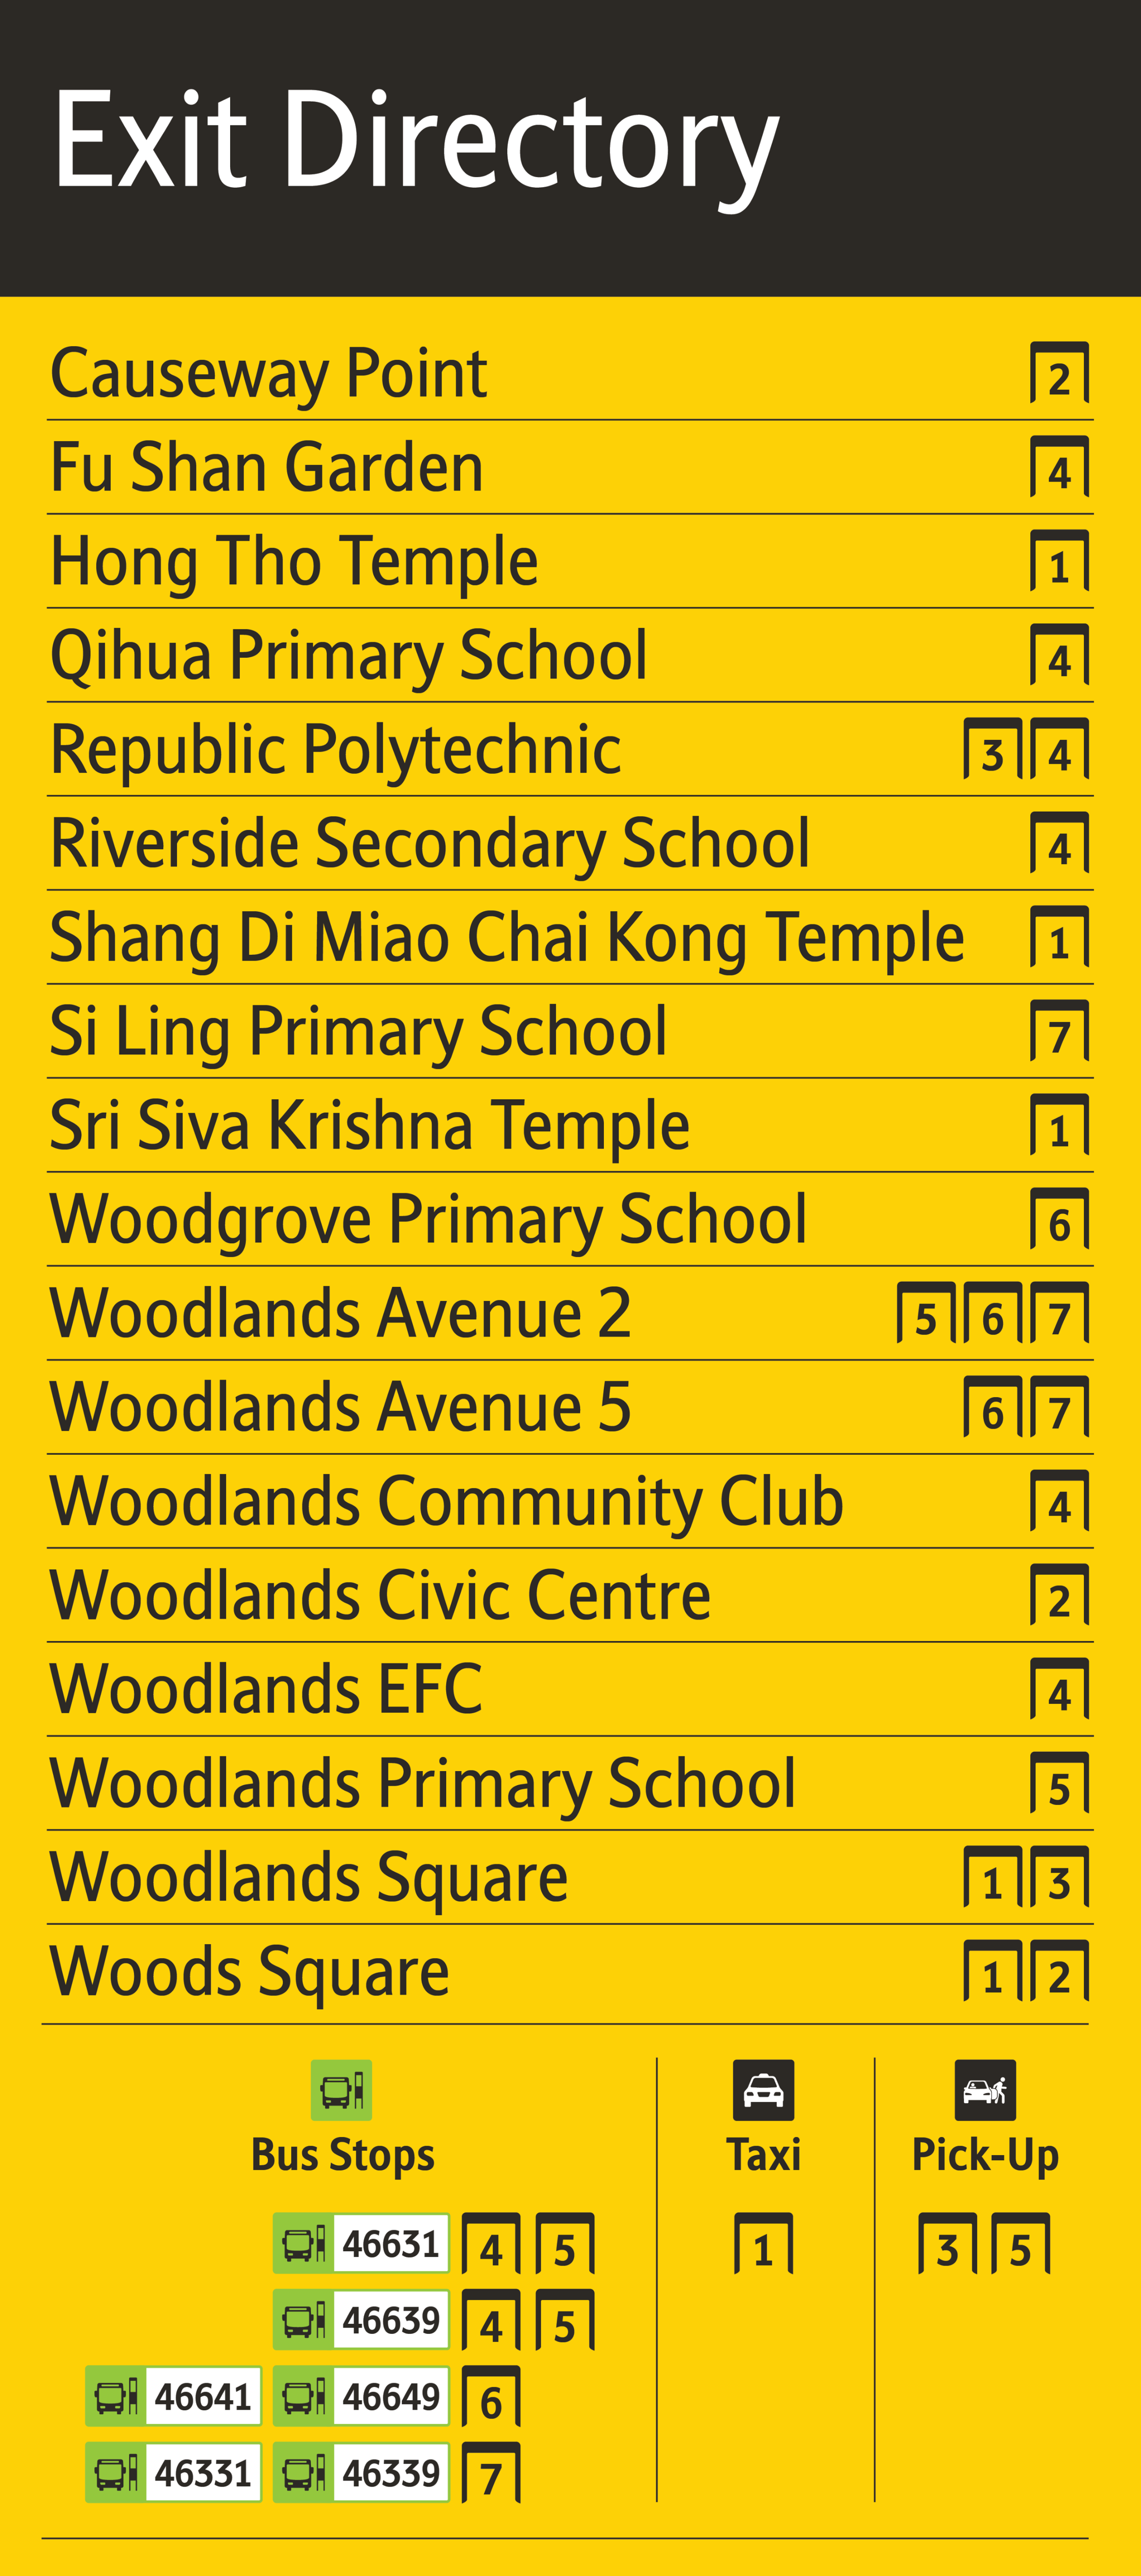 Exit Directory
Causeway Point 2
Fu Shan Garden 4
Hong Tho Temple 1
Qihua Primary School 4
Republic Polytechnic 3 4
Riverside Secondary School 4
Shang Di Miao Chai Kong Temple 1
Si Ling Primary School 7
Sri Siva Krishna Temple 1
Woodgrove Primary School 6
Woodlands Avenue 2 5 6 7
Woodlands Avenue 5 6 7
Woodlands Community Club 4
Woodlands Civic Centre 2
Woodlands EFC 4
Woodlands Primary School 5
Woodlands Square 1 3
Woods Square 1 2
Bus Stops
46631 4 5
46639 4 5
46641 46649 6
46331 46339 7
Taxi
1
Pick-Up
3 5